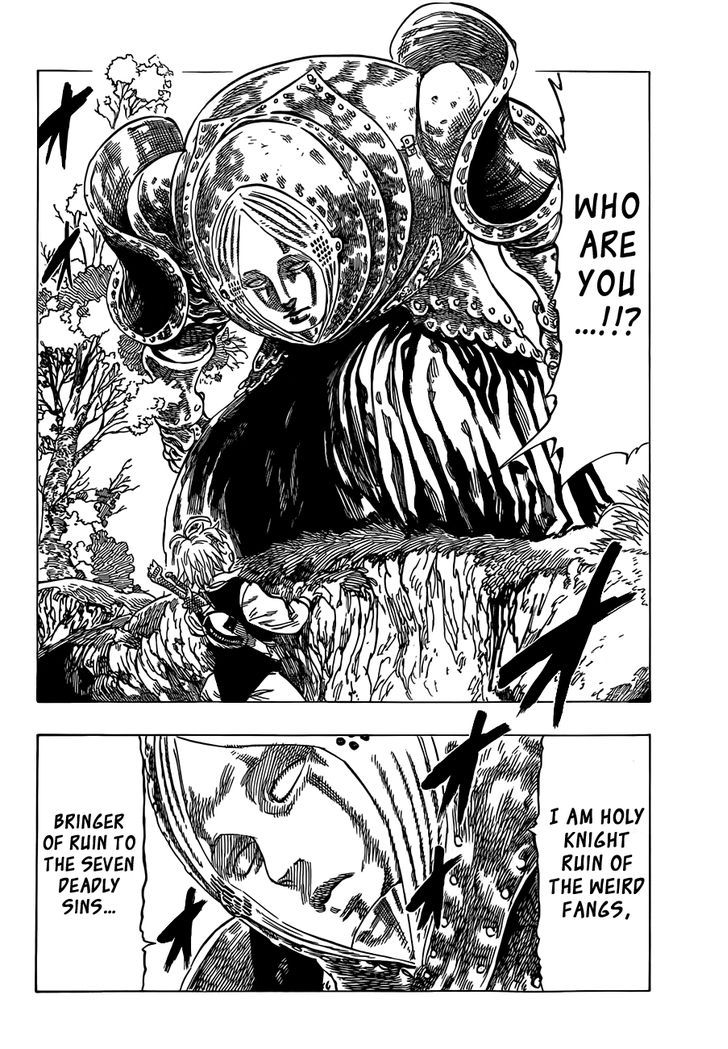 WHO
ARE
YOU
...!!?
I AM HOLY
KNIGHT
RUIN OF
THE WEIRD
FANGS,
BRINGER
OF RUIN TO
THE SEVEN
DEADLY
SINS...